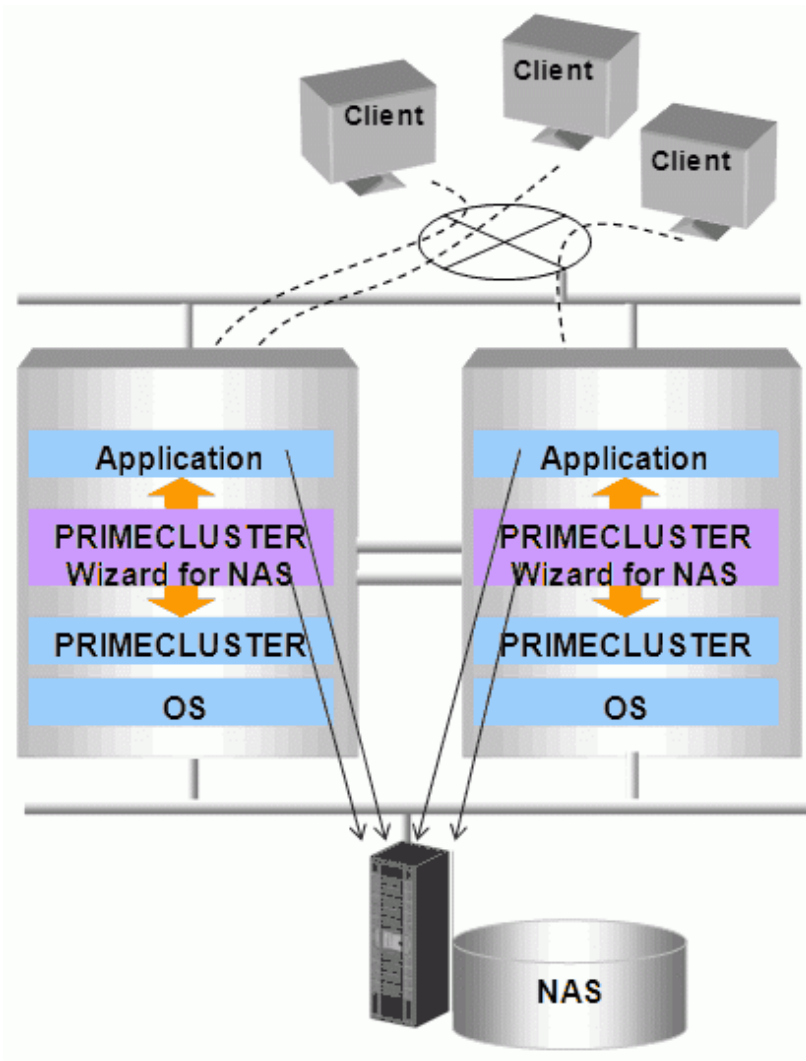 Client
Client
Client
Application
PRIMECLUSTER
Wizard for NAS
PRIMECLUSTER
OS
Application
PRIMECLUSTER
Wizard for NAS
PRIMECLUSTER
OS
NAS